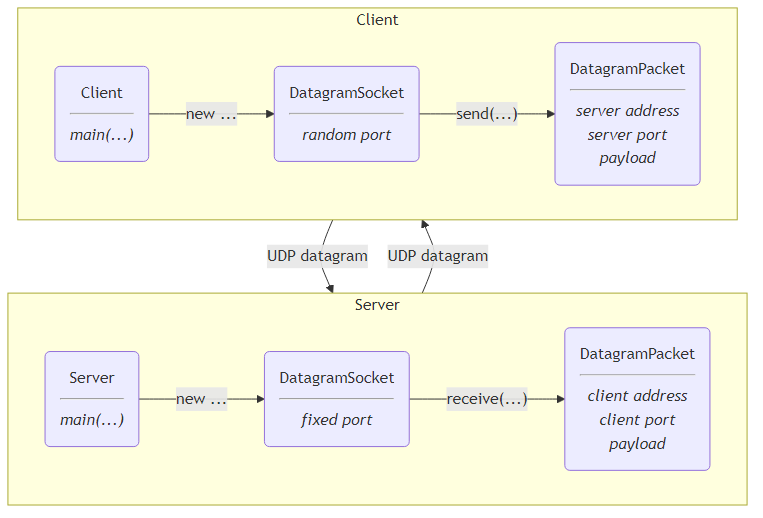 Client
Client
main(...)
new ...
DatagramSocket
random port
send(...)
DatagramPacket
server address
server port
payload
UDP datagram
UDP datagram
Server
Server
main(...)
new ...
DatagramSocket
fixed port
receive(...)
DatagramPacket
client address
client port
payload